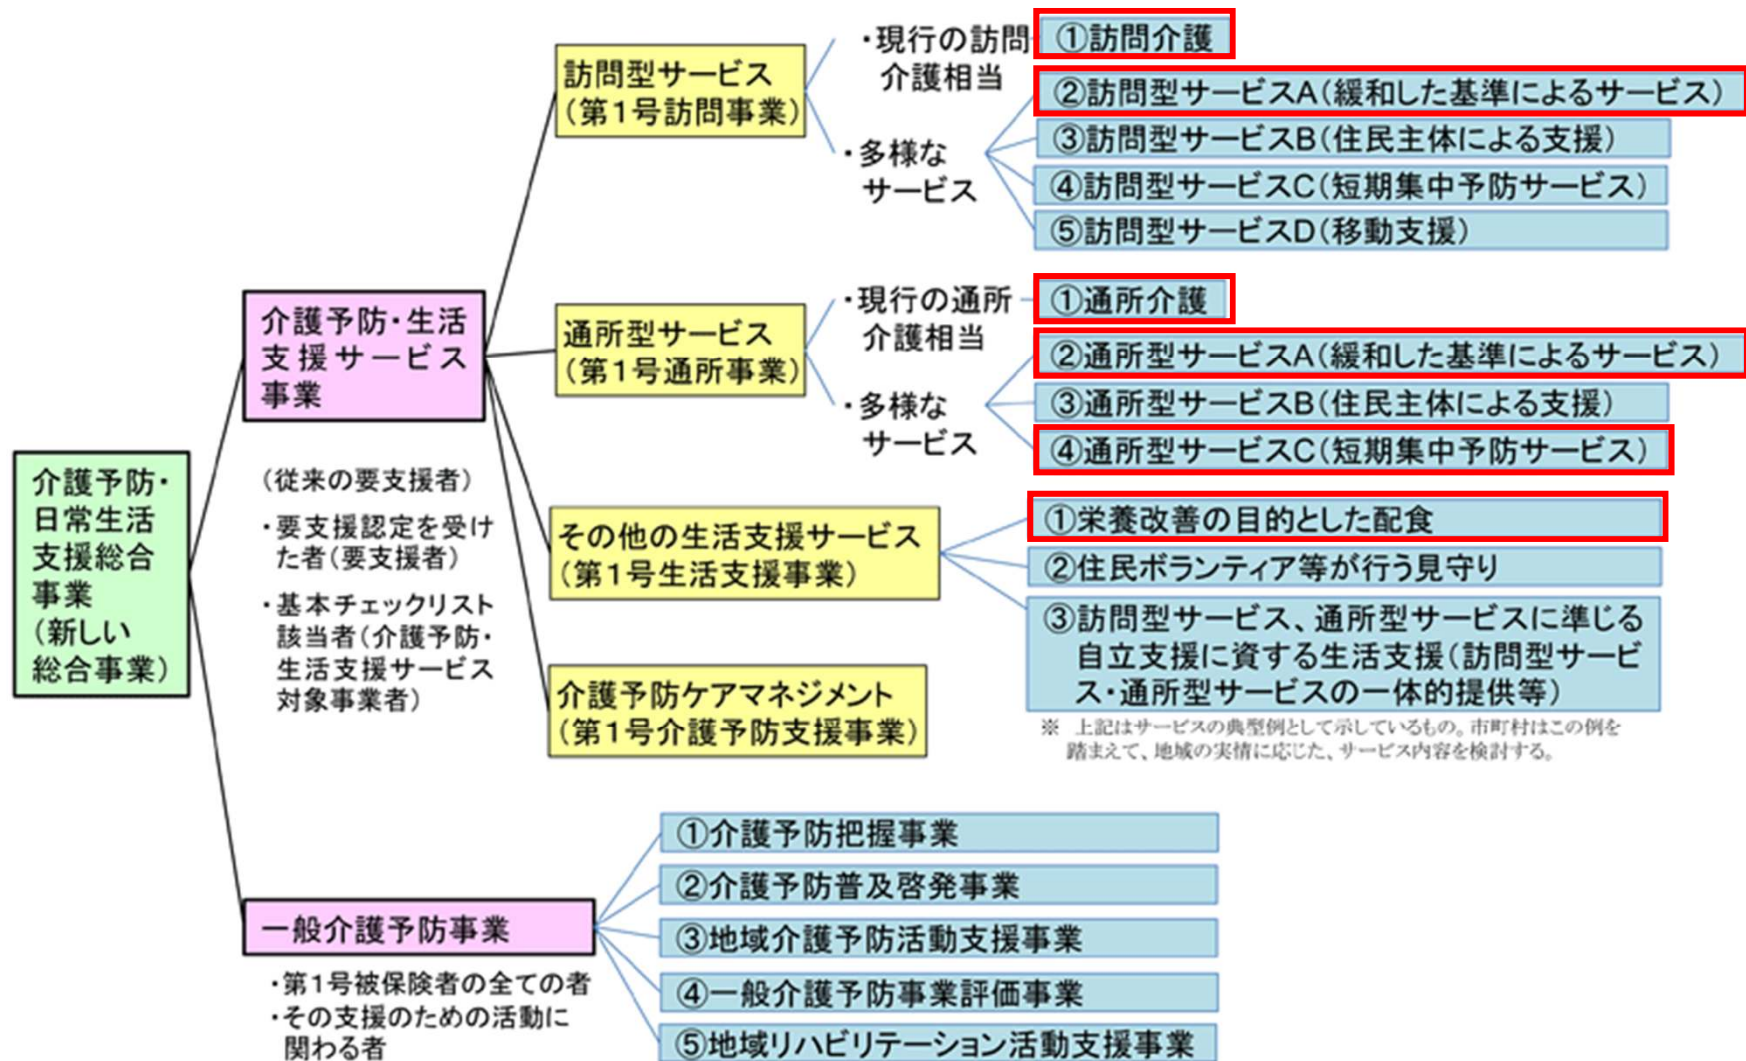 介護予防・
日常生活
支援総合
事業
(新しい
総合事業)
介護予防・生活
支援サービス
事業
(従来の要支援者)
・要支援認定を受け
た者(要支援者)
・基本チェックリスト
該当者(介護予防・
生活支援サービス
対象事業者)
訪問型サービス
(第1号訪問事業)
・現行の訪問
介護相当
①訪問介護
・多様な
サービス
②訪問型サービスA(緩和した基準によるサービス)
③訪問型サービスB(住民主体による支援)
④訪問型サービスC(短期集中予防サービス)
⑤訪問型サービスD(移動支援)
通所型サービス
(第1号通所事業)
・現行の通所
介護相当
①通所介護
・多様な
サービス
②通所型サービスA(緩和した基準によるサービス)
③通所型サービスB(住民主体による支援)
④通所型サービスC(短期集中予防サービス)
その他の生活支援サービス
(第1号生活支援事業)
①栄養改善の目的とした配食
②住民ボランティア等が行う見守り
③訪問型サービス、通所型サービスに準じる
自立支援に資する生活支援(訪問型サービ
ス・通所型サービスの一体的提供等)
※ 上記はサービスの典型例として示しているもの。市町村はこの例を
踏まえて、地域の実情に応じた、サービス内容を検討する。
介護予防ケアマネジメント
(第1号介護予防支援事業)
一般介護予防事業
・第1号被保険者の全ての者
・その支援のための活動に
関わる者
①介護予防把握事業
②介護予防普及啓発事業
③地域介護予防活動支援事業
④一般介護予防事業評価事業
⑤地域リハビリテーション活動支援事業